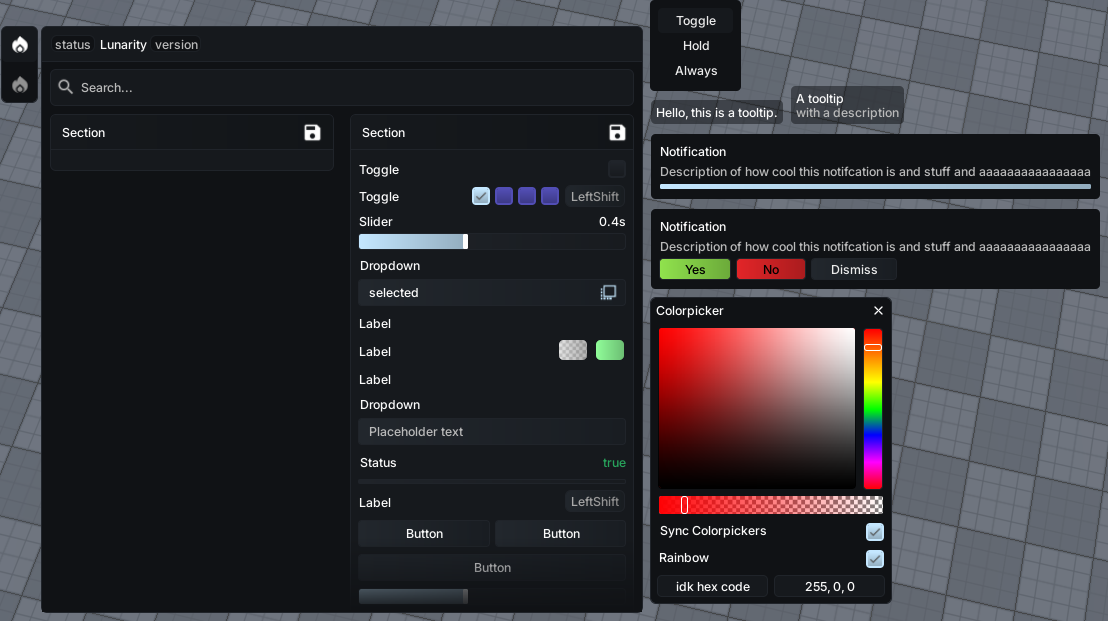 status Lunarity version
Search...
Section
Section
Toggle
Toggle LeftShift
Slider 0.4s
Dropdown
selected
Label
Label
Label
Dropdown
Placeholder text
Status true
Label LeftShift
Button Button
Button
Toggle
Hold
Always
Hello, this is a tooltip.
A tooltip
with a description
Notification
Description of how cool this notifcation is and stuff and aaaaaaaaaaaaaaaa
Notification
Description of how cool this notifcation is and stuff and aaaaaaaaaaaaaaaa
Yes No Dismiss
Colorpicker
Sync Colorpickers
Rainbow
idk hex code 255, 0, 0